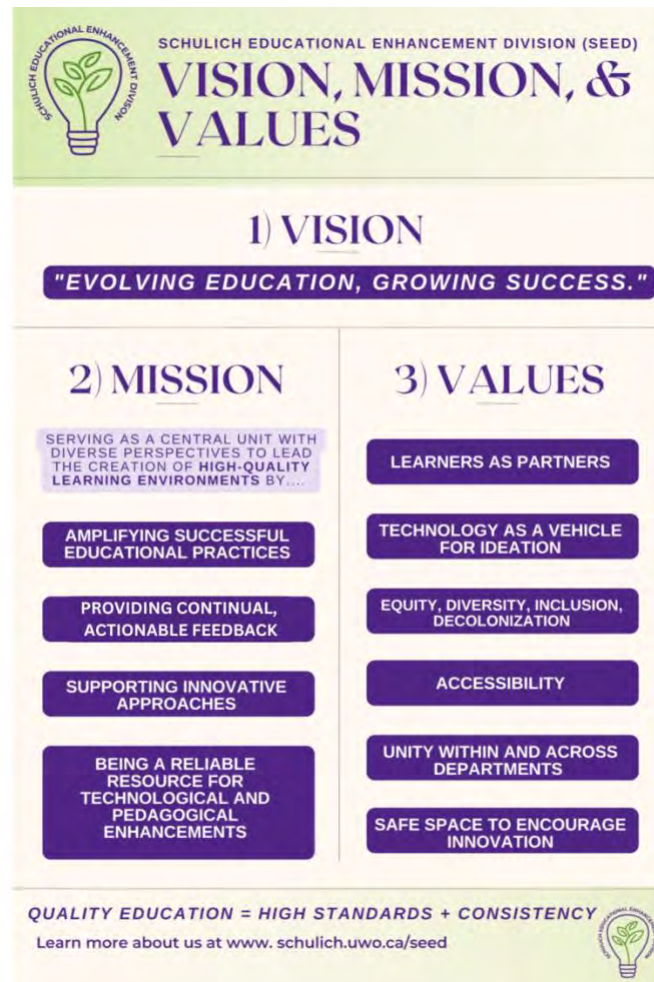 SCHULICH EDUCATIONAL ENHANCEMENT DIVISON
SCHULICH EDUCATIONAL ENHANCEMENT DIVISION (SEED)
VISION, MISSION, &
VALUES
1) VISION
"EVOLVING EDUCATION, GROWING SUCCESS."
2) MISSION
SERVING AS A CENTRAL UNIT WITH
DIVERSE PERSPECTIVES TO LEAD
THE CREATION OF HIGH-QUALITY
LEARNING ENVIRONMENTS BY....
AMPLIFYING SUCCESSFUL
EDUCATIONAL PRACTICES
PROVIDING CONTINUAL,
ACTIONABLE FEEDBACK
SUPPORTING INNOVATIVE
APPROACHES
BEING A RELIABLE
RESOURCE FOR
TECHNOLOGICAL AND
PEDAGOGICAL
ENHANCEMENTS
3) VALUES
LEARNERS AS PARTNERS
TECHNOLOGY AS A VEHICLE
FOR IDEATION
EQUITY, DIVERSITY, INCLUSION,
DECOLONIZATION
ACCESSIBILITY
UNITY WITHIN AND ACROSS
DEPARTMENTS
SAFE SPACE TO ENCOURAGE
INNOVATION
QUALITY EDUCATION = HIGH STANDARDS + CONSISTENCY
Learn more about us at www. schulich.uwo.ca/seed